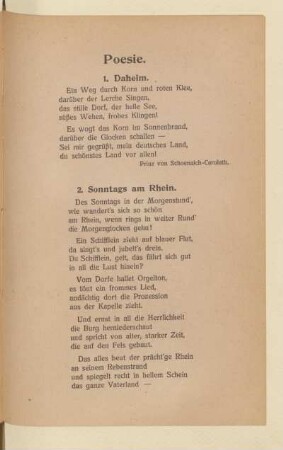 Poesie.
1. Daheim.
Ein Weg durch Korn und roten Klee,
darüber der Lerche Singen,
das stille Dorf, der helle See,
süßes Wehen, frohes Klingen!
Es wogt das Korn im Sonnenbrand,
darüber die Glocken schallen —
Sei mir gegrüßt, mein deutsches Land,
du schönstes Land vor allen!
Prinz von Schoenaich-Carolath.
2. Sonntags am Rhein.
Des Sonntags in der Morgenstund',
wie wandert's sich so schön
am Rhein, wenn rings in weiter Rund'
die Morgenglocken gehn!
Ein Schifflein zieht auf blauer Flut,
da singt's und jubelt's drein.
Du Schifflein, gelt, das fährt sich gut
in all die Lust hinein?
Vom Dorfe hallet Orgelton,
es tönt ein frommes Lied,
andächtig dort die Prozession
aus der Kapelle zieht.
Und ernst in all die Herrlichkeit
die Burg herniederschaut
und spricht von alter, starker Zeit,
die auf den Fels gebaut.
Das alles beut der prächt'ge Rhein
an seinem Rebenstrand
und spiegelt recht in hellem Schein
das ganze Vaterland —